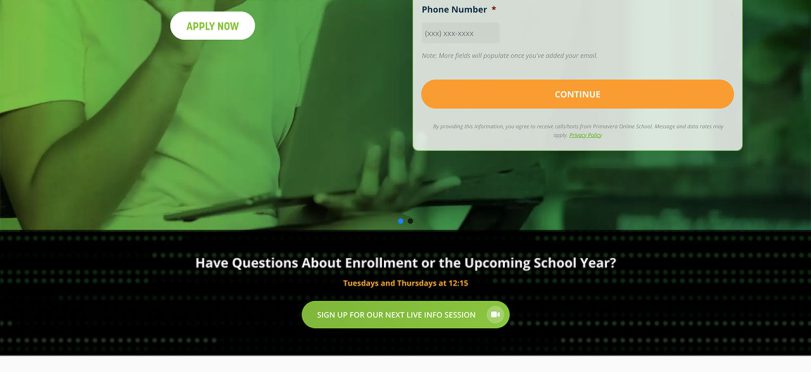 APPLY NOW
Phone Number *
(xxx) xxx-xxxx
Note: More fields will populate once you've added your email.
CONTINUE
By providing this information, you agree to receive calls/texts from Primavera Online School. Message and data rates may
apply. Privacy Policy
Have Questions About Enrollment or the Upcoming School Year?
Tuesdays and Thursdays at 12:15
SIGN UP FOR OUR NEXT LIVE INFO SESSION